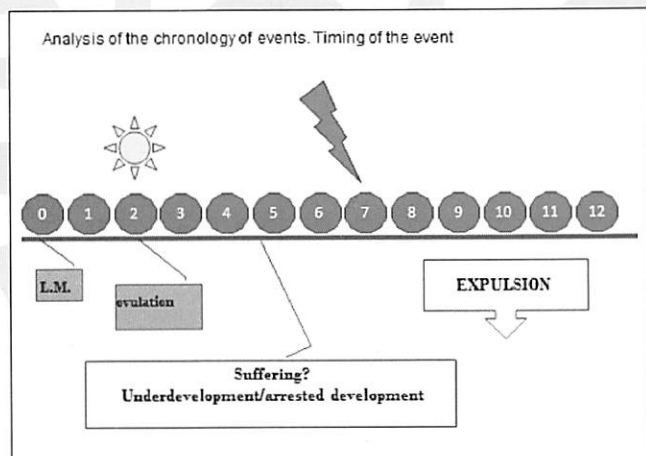 Analysis of the chronology of events. Timing of the event
0 1 2 3 4 5 6 7 8 9 10 11 12
L.M.
ovulation
EXPULSION
Suffering?
Underdevelopment/arrested development